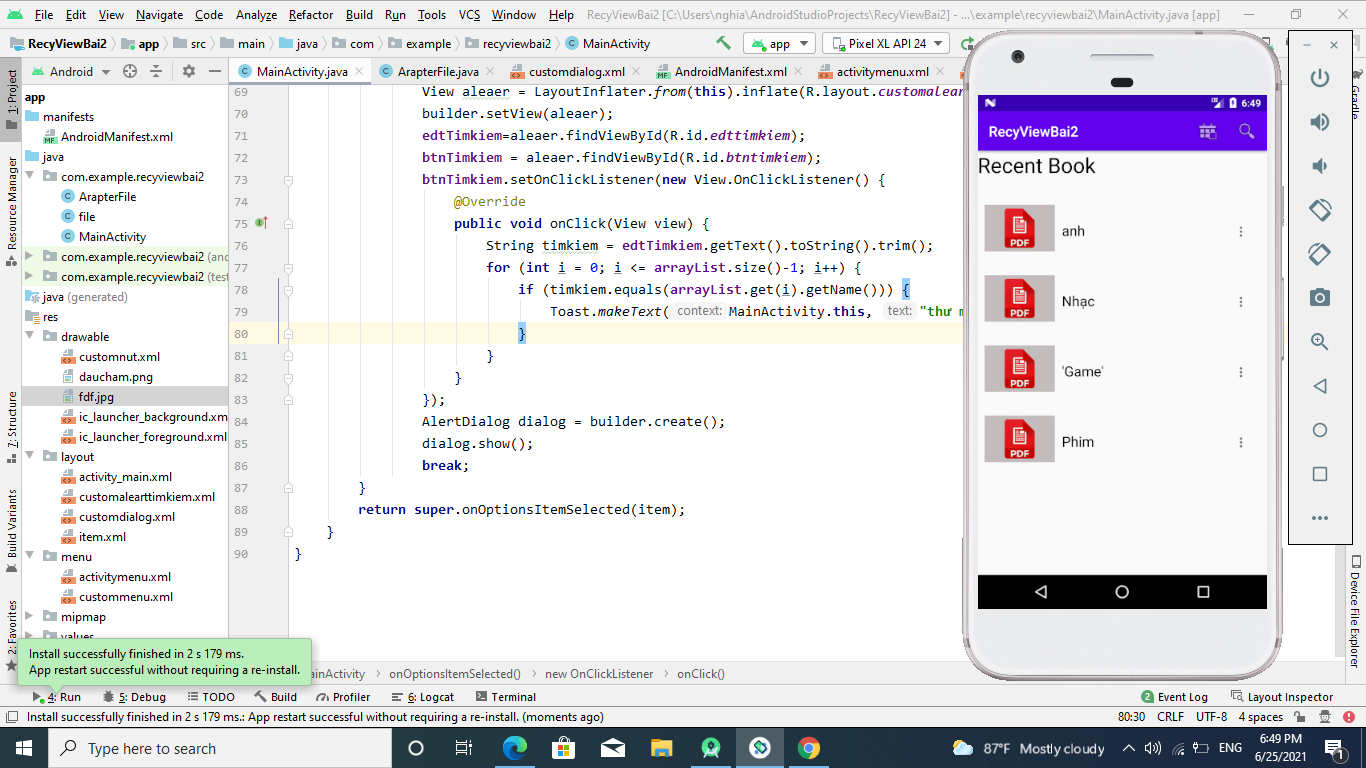 File Edit View Navigate Code Analyze Refactor Build Run Tools VCS Window Help RecyViewBai2 [C:\Users\nghia\AndroidStudioProjects\RecyViewBai2] - ...\example\recyviewbai2\MainActivity.java [app]
RecyViewBai2 app src main java com example recyviewbai2 MainActivity app Pixel XL API 24
Android MainActivity.java ArapterFile.java customdialog.xml AndroidManifest.xml activitymenu.xml
1: Project
Resource Manager
7: Structure
Build Variants
2: Favorites
app
manifests
AndroidManifest.xml
java
com.example.recyviewbai2
ArapterFile
file
MainActivity
com.example.recyviewbai2 (and
com.example.recyviewbai2 (test
java (generated)
res
drawable
customnut.xml
daucham.png
fdf.jpg
ic_launcher_background.xm
ic_launcher_foreground.xml
layout
activity_main.xml
customalearttimkiem.xml
customdialog.xml
item.xml
menu
activitymenu.xml
custommenu.xml
mipmap
values
69 View aleaer = LayoutInflater.from(this).inflate(R.layout.customalear
70 builder.setView(aleaer);
71 edtTimkiem=aleaer.findViewById(R.id.edttimkiem);
72 btnTimkiem = aleaer.findViewById(R.id.btntimkiem);
73 btnTimkiem.setOnClickListener(new View.OnClickListener() {
74 @Override
75 public void onClick(View view) {
76 String timkiem = edtTimkiem.getText().toString().trim();
77 for (int i = 0; i <= arrayList.size()-1; i++) {
78 if (timkiem.equals(arrayList.get(i).getName())) {
79 Toast.makeText( context: MainActivity.this, text: "thư m
80 }
81 }
82 }
83 });
84 AlertDialog dialog = builder.create();
85 dialog.show();
86 break;
87 }
88 return super.onOptionsItemSelected(item);
89 }
90 }
6:49
RecyViewBai2
Recent Book
PDF anh
PDF Nhạc
PDF 'Game'
PDF Phim
Gradle
Device File Explorer
Install successfully finished in 2 s 179 ms.
App restart successful without requiring a re-install.
ainActivity onOptionsItemSelected() new OnClickListener onClick()
4: Run 5: Debug TODO Build Profiler 6: Logcat Terminal 2 Event Log Layout Inspector
Install successfully finished in 2 s 179 ms.: App restart successful without requiring a re-install. (moments ago) 80:30 CRLF UTF-8 4 spaces
Type here to search 87°F Mostly cloudy ENG 6:49 PM
6/25/2021 1